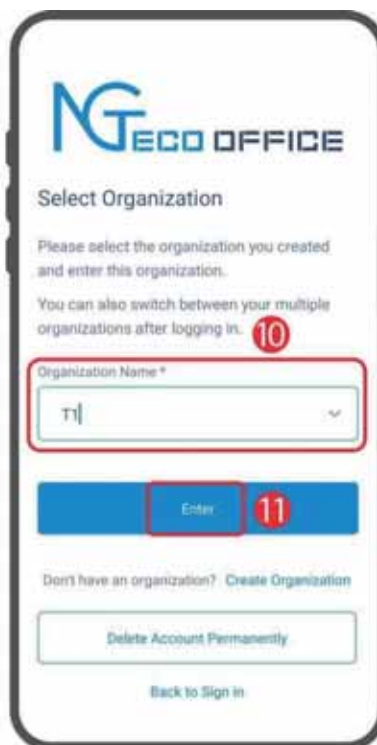 NGTECO OFFICE
Select Organization
Please select the organization you created
and enter this organization.
You can also switch between your multiple
organizations after logging in.
10
Organization Name *
T1
Enter
11
Don't have an organization? Create Organization
Delete Account Permanently
Back to Sign in